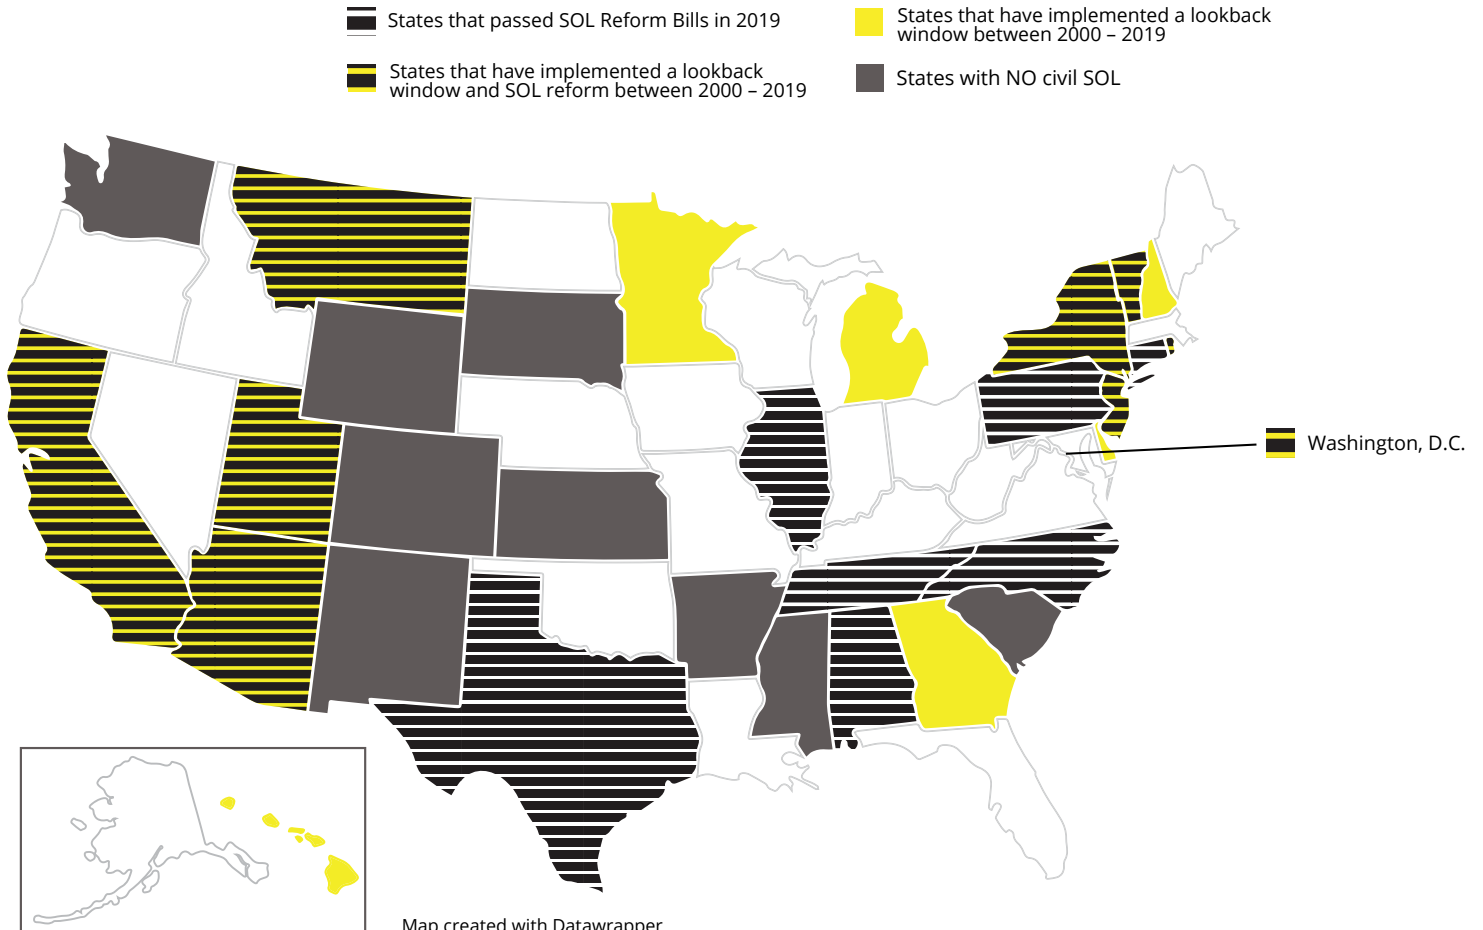 States that passed SOL Reform Bills in 2019
States that have implemented a lookback
window between 2000 – 2019
States that have implemented a lookback
window and SOL reform between 2000 – 2019
States with NO civil SOL
Washington, D.C.
Map created with Datawrapper